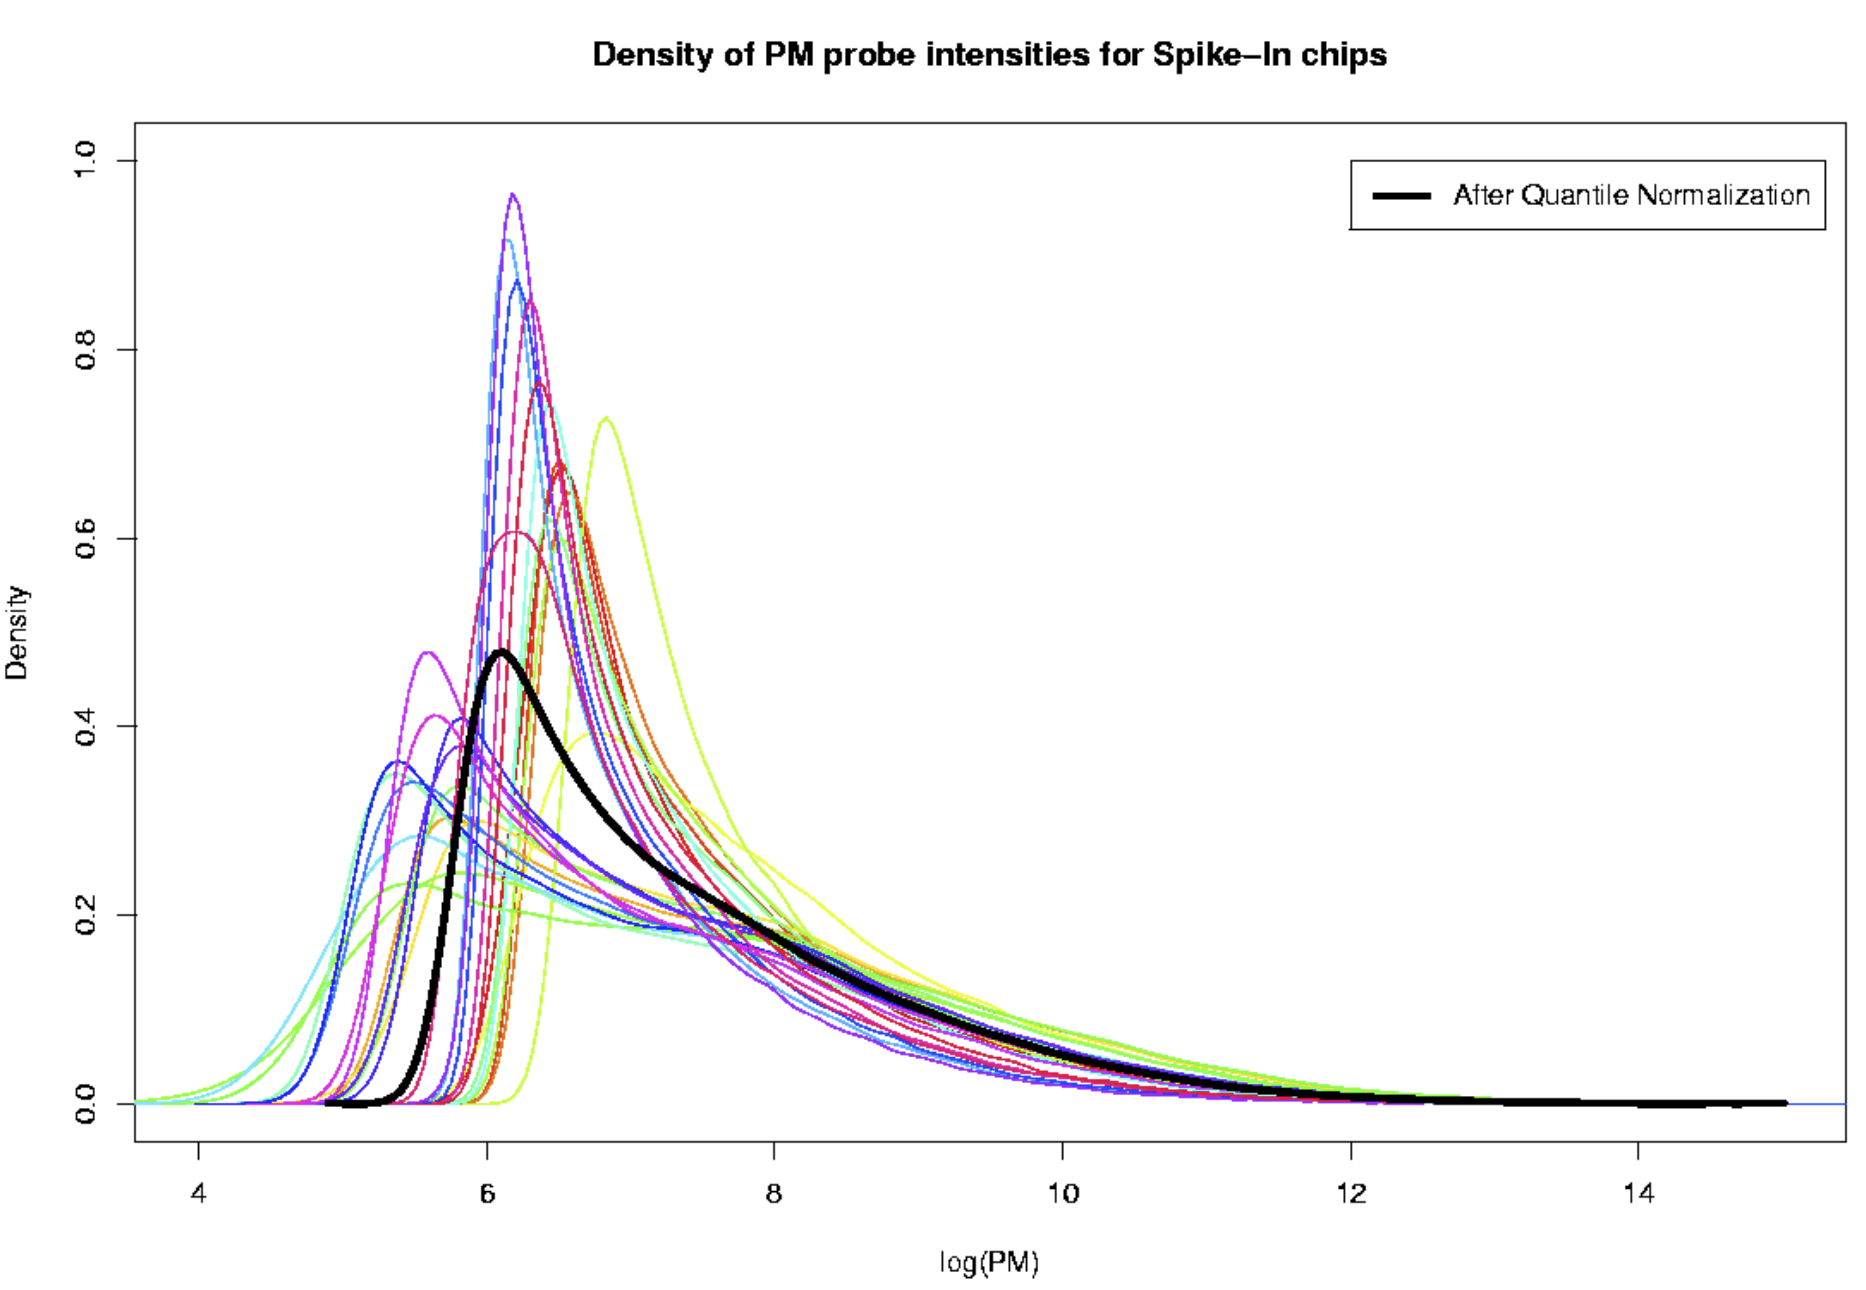 Density of PM probe intensities for Spike−In chips
After Quantile Normalization
Density
1.0
0.8
0.6
0.4
0.2
0.0
4 6 8 10 12 14
log(PM)